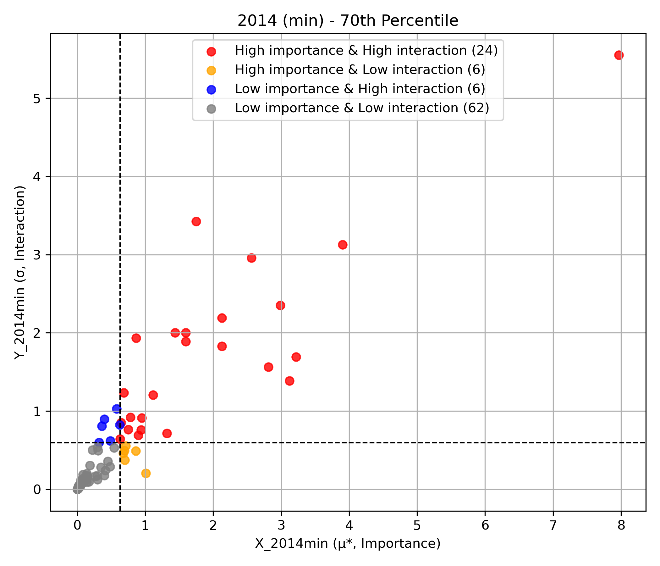 2014 (min) - 70th Percentile
High importance & High interaction (24)
High importance & Low interaction (6)
Low importance & High interaction (6)
Low importance & Low interaction (62)
Y_2014min (σ, Interaction)
5
4
3
2
1
0
0 1 2 3 4 5 6 7 8
X_2014min (μ*, Importance)